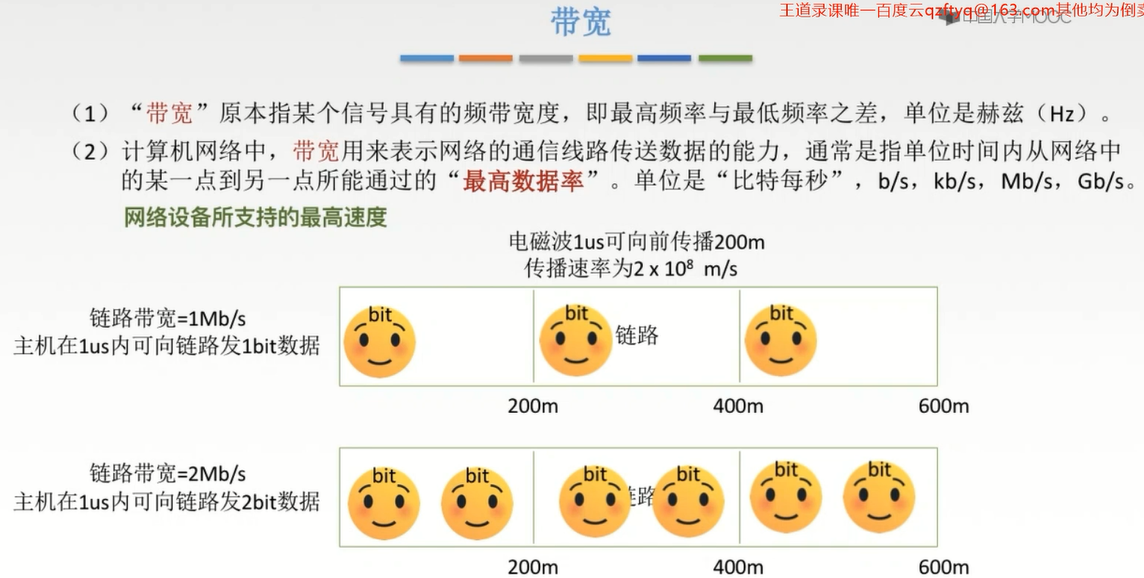 王道录课唯一百度云qzftyq@163.com其他均为倒卖
中国大学MOOC
带宽
（1）“带宽”原本指某个信号具有的频带宽度，即最高频率与最低频率之差，单位是赫兹（Hz）。
（2）计算机网络中，带宽用来表示网络的通信线路传送数据的能力，通常是指单位时间内从网络中
的某一点到另一点所能通过的“最高数据率”。单位是“比特每秒”，b/s，kb/s，Mb/s，Gb/s。
网络设备所支持的最高速度
电磁波1us可向前传播200m
传播速率为2 x 10⁸ m/s
链路带宽=1Mb/s
主机在1us内可向链路发1bit数据
bit
bit
链路
bit
200m
400m
600m
链路带宽=2Mb/s
主机在1us内可向链路发2bit数据
bit
bit
bit
链路
bit
bit
bit
200m
400m
600m